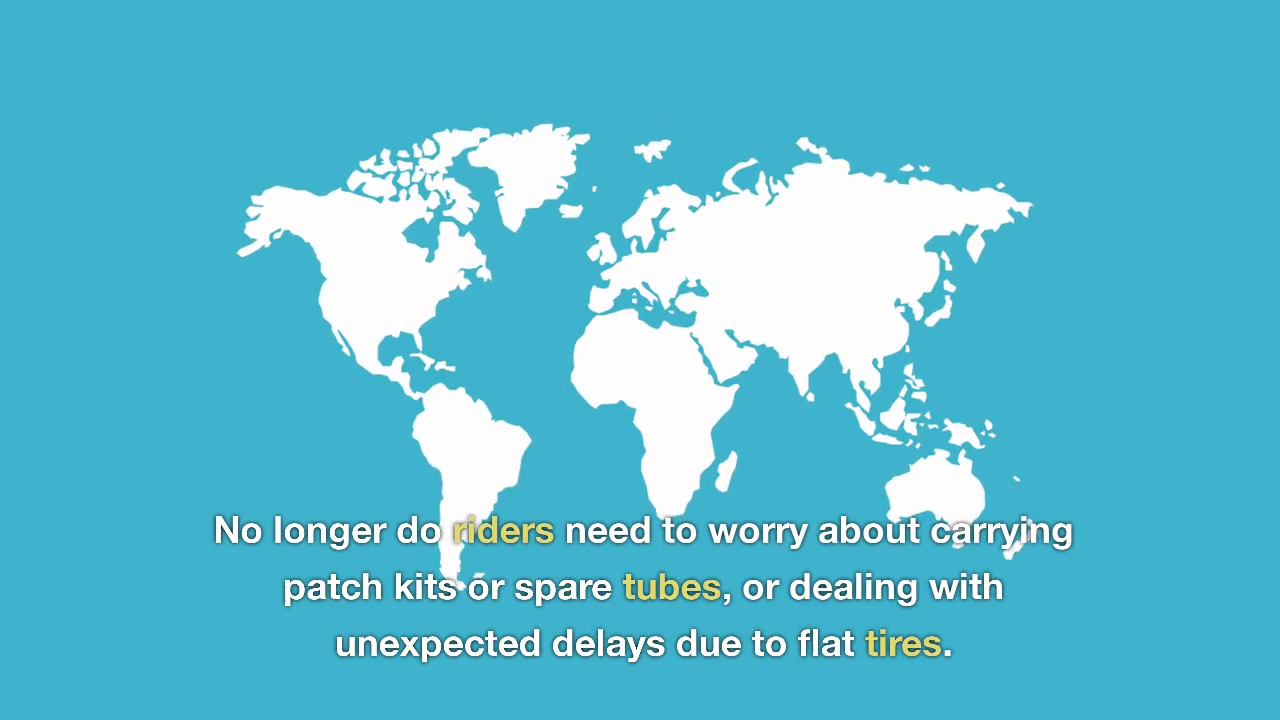 No longer do riders need to worry about carrying
patch kits or spare tubes, or dealing with
unexpected delays due to flat tires.